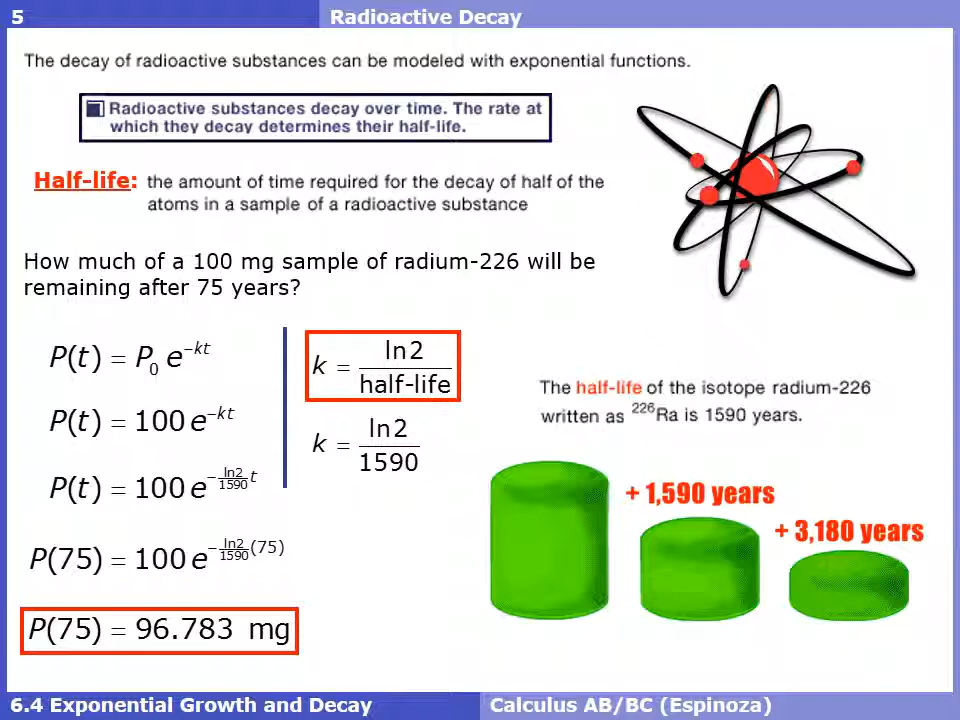 5 Radioactive Decay
The decay of radioactive substances can be modeled with exponential functions.
Radioactive substances decay over time. The rate at
which they decay determines their half-life.
Half-life: the amount of time required for the decay of half of the
atoms in a sample of a radioactive substance
How much of a 100 mg sample of radium-226 will be
remaining after 75 years?
P(t) = P₀ e^(−kt)
P(t) = 100 e^(−kt)
P(t) = 100 e^(−(ln2/1590) t)
P(75) = 100 e^(−(ln2/1590)(75))
P(75) = 96.783 mg
k = ln2 / half-life
k = ln2 / 1590
The half-life of the isotope radium-226
written as ²²⁶Ra is 1590 years.
+ 1,590 years
+ 3,180 years
6.4 Exponential Growth and Decay Calculus AB/BC (Espinoza)